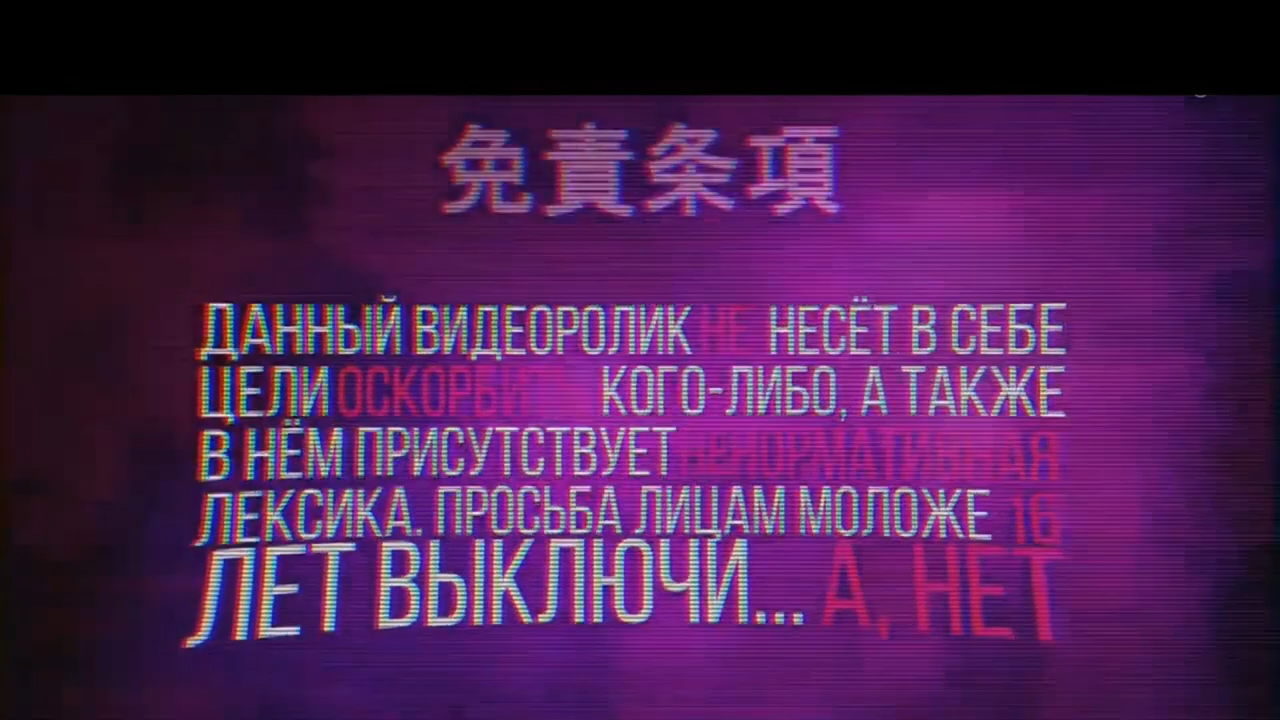 免責条項
ДАННЫЙ ВИДЕОРОЛИК НЕ НЕСЁТ В СЕБЕ
ЦЕЛИ ОСКОРБИТЬ КОГО-ЛИБО, А ТАКЖЕ
В НЁМ ПРИСУТСТВУЕТ НЕНОРМАТИВНАЯ
ЛЕКСИКА. ПРОСЬБА ЛИЦАМ МОЛОЖЕ 16
ЛЕТ ВЫКЛЮЧИ... А, НЕТ